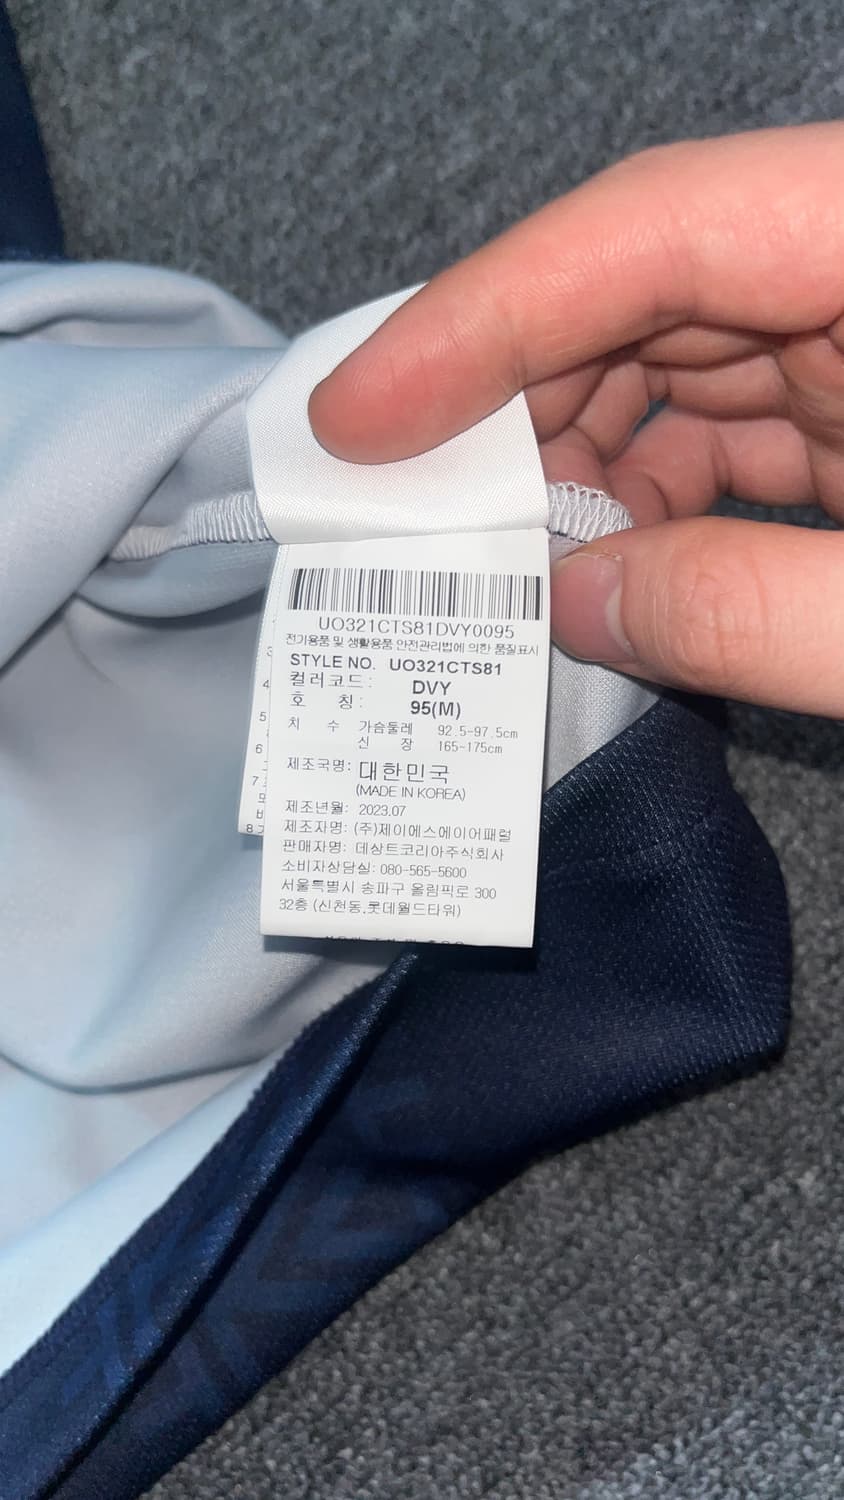 UO321CTS81DVY0095
전기용품 및 생활용품 안전관리법에 의한 품질표시
STYLE NO. UO321CTS81
컬러코드: DVY
호 칭: 95(M)
치 수 가슴둘레 92.5-97.5cm
신 장 165-175cm
제조국명: 대한민국
(MADE IN KOREA)
제조년월: 2023.07
제조자명: (주)제이에스에이어패럴
판매자명: 데상트코리아주식회사
소비자상담실: 080-565-5600
서울특별시 송파구 올림픽로 300
32층 (신천동,롯데월드타워)
3
4
5
6
7
8